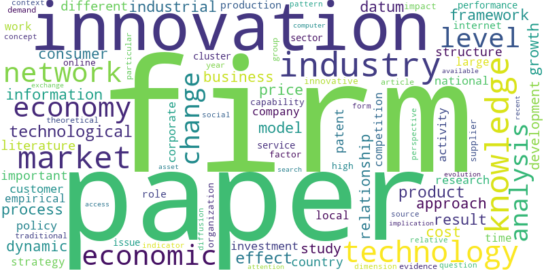 context
demand
different
industrial
production
pattern
datum
impact
performance
framework
work
concept
innovation
computer
level
internet
online
particular
consumer
cluster
year
group
sector
structure
network
industry
large
information
business
innovative
article
national
available
exchange
economy
theoretical
corporate
change
price
capability
company
patent
competition
perspective
activity
supplier
recent
knowledge
analysis
development
growth
technological
social
model
form
literature
market
firm
service
factor
high
relationship
evolution
important
asset
search
research
customer
empirical
process
access
role
paper
local
product
approach
policy
traditional
diffusion
organization
source
implication
result
cost
time
dynamic
issue
investment
study
technology
relative
economic
effect
country
strategy
indicator
attention
dimension
evidence
question